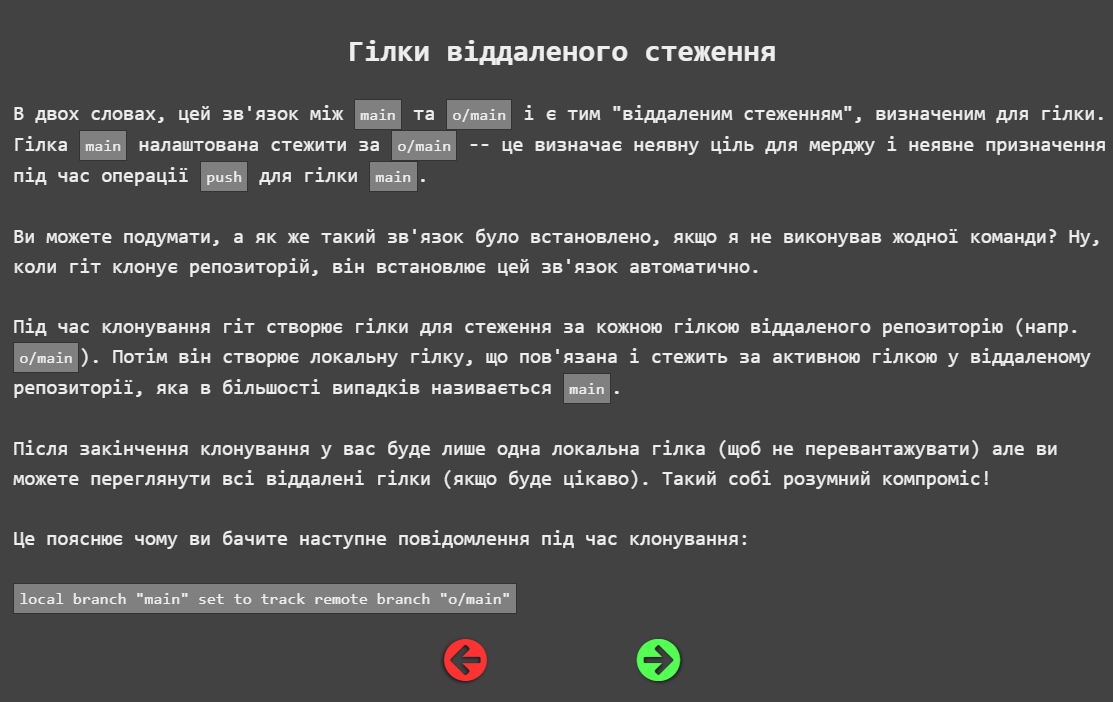 Гілки віддаленого стеження
В двох словах, цей зв'язок між main та o/main і є тим "віддаленим стеженням", визначеним для гілки.
Гілка main налаштована стежити за o/main -- це визначає неявну ціль для мерджу і неявне призначення
під час операції push для гілки main.
Ви можете подумати, а як же такий зв'язок було встановлено, якщо я не виконував жодної команди? Ну,
коли гіт клонує репозиторій, він встановлює цей зв'язок автоматично.
Під час клонування гіт створює гілки для стеження за кожною гілкою віддаленого репозиторію (напр.
o/main). Потім він створює локальну гілку, що пов'язана і стежить за активною гілкою у віддаленому
репозиторії, яка в більшості випадків називається main.
Після закінчення клонування у вас буде лише одна локальна гілка (щоб не перевантажувати) але ви
можете переглянути всі віддалені гілки (якщо буде цікаво). Такий собі розумний компроміс!
Це пояснює чому ви бачите наступне повідомлення під час клонування:
local branch "main" set to track remote branch "o/main"